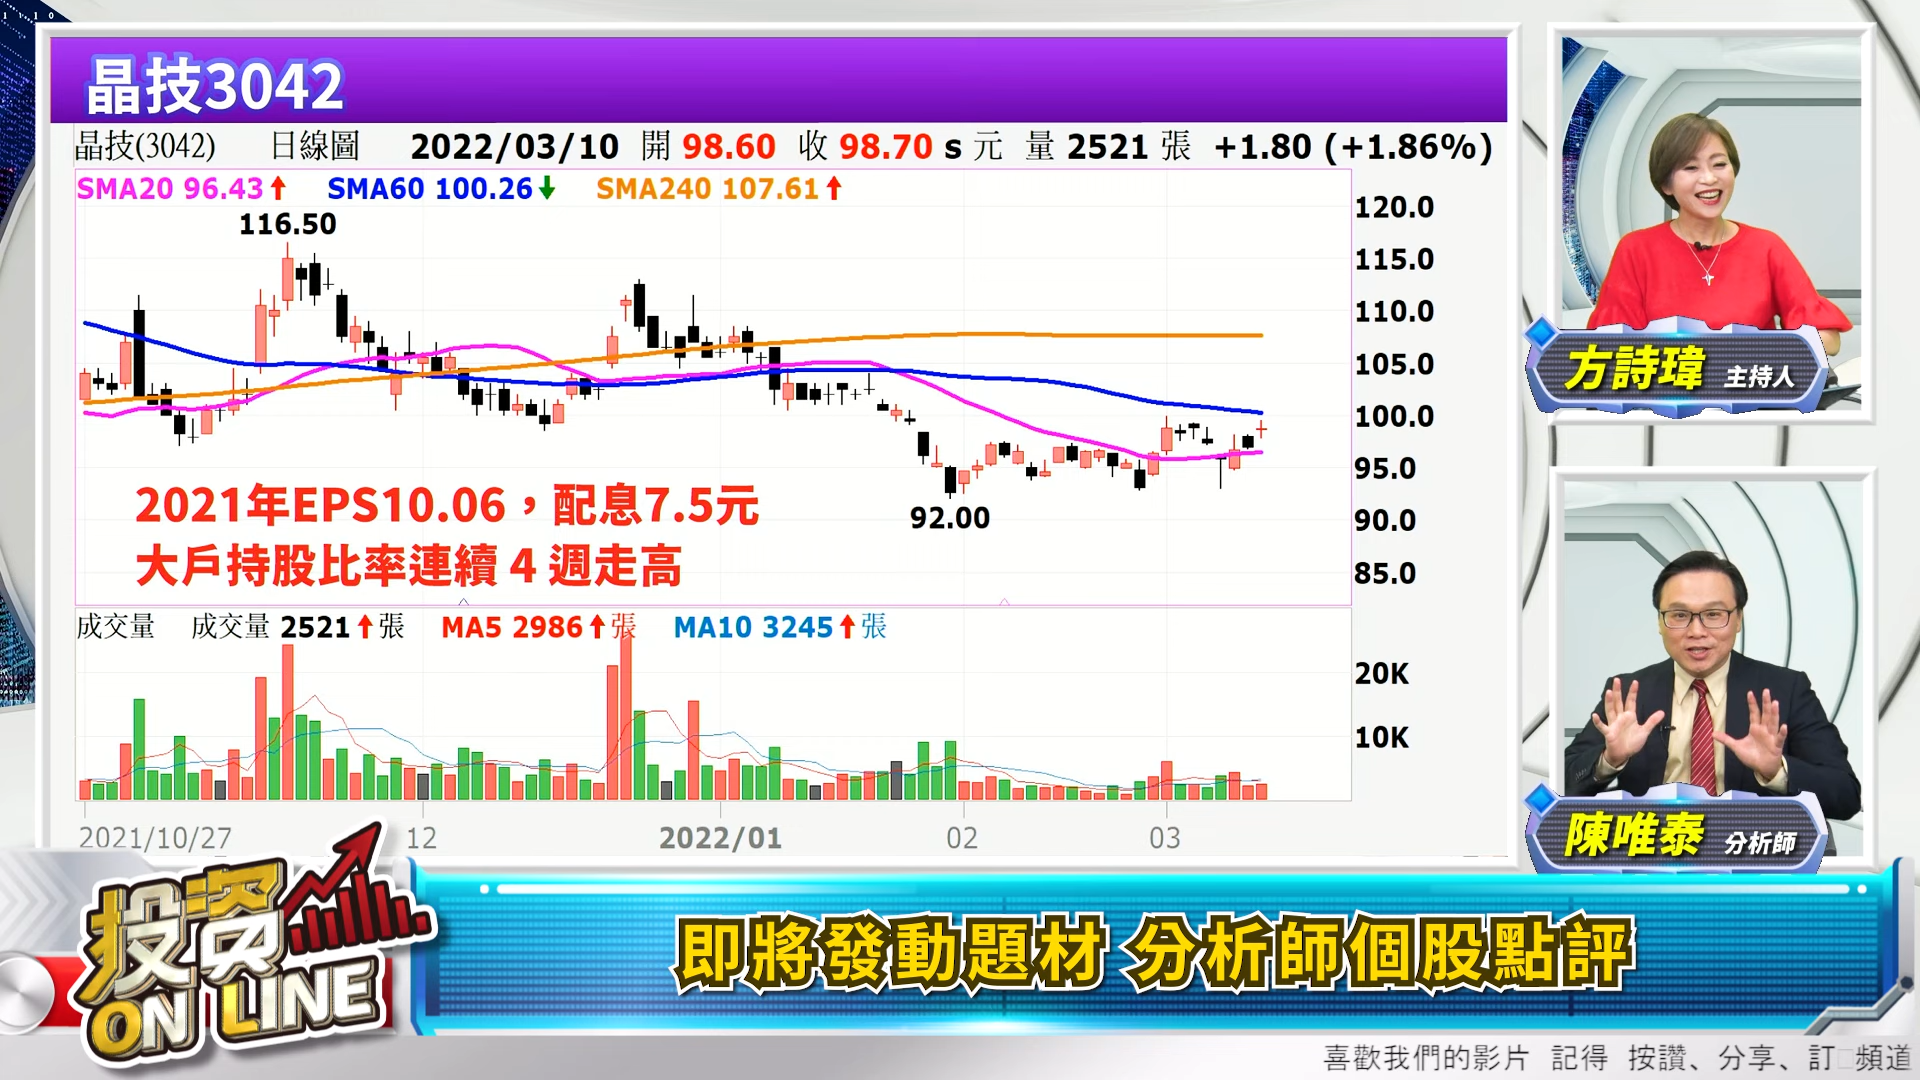 晶技3042
晶技(3042) 日線圖 2022/03/10 開 98.60 收 98.70 s 元 量 2521 張 +1.80 (+1.86%)
SMA20 96.43↑ SMA60 100.26↓ SMA240 107.61↑
116.50
92.00
120.0
115.0
110.0
105.0
100.0
95.0
90.0
85.0
2021年EPS10.06，配息7.5元
大戶持股比率連續 4 週走高
成交量 成交量 2521↑張 MA5 2986↑張 MA10 3245↑張
20K
10K
2021/10/27 12 2022/01 02 03
方詩瑋 主持人
陳唯泰 分析師
投資
ON LINE
即將發動題材 分析師個股點評
喜歡我們的影片 記得 按讚、分享、訂□頻道